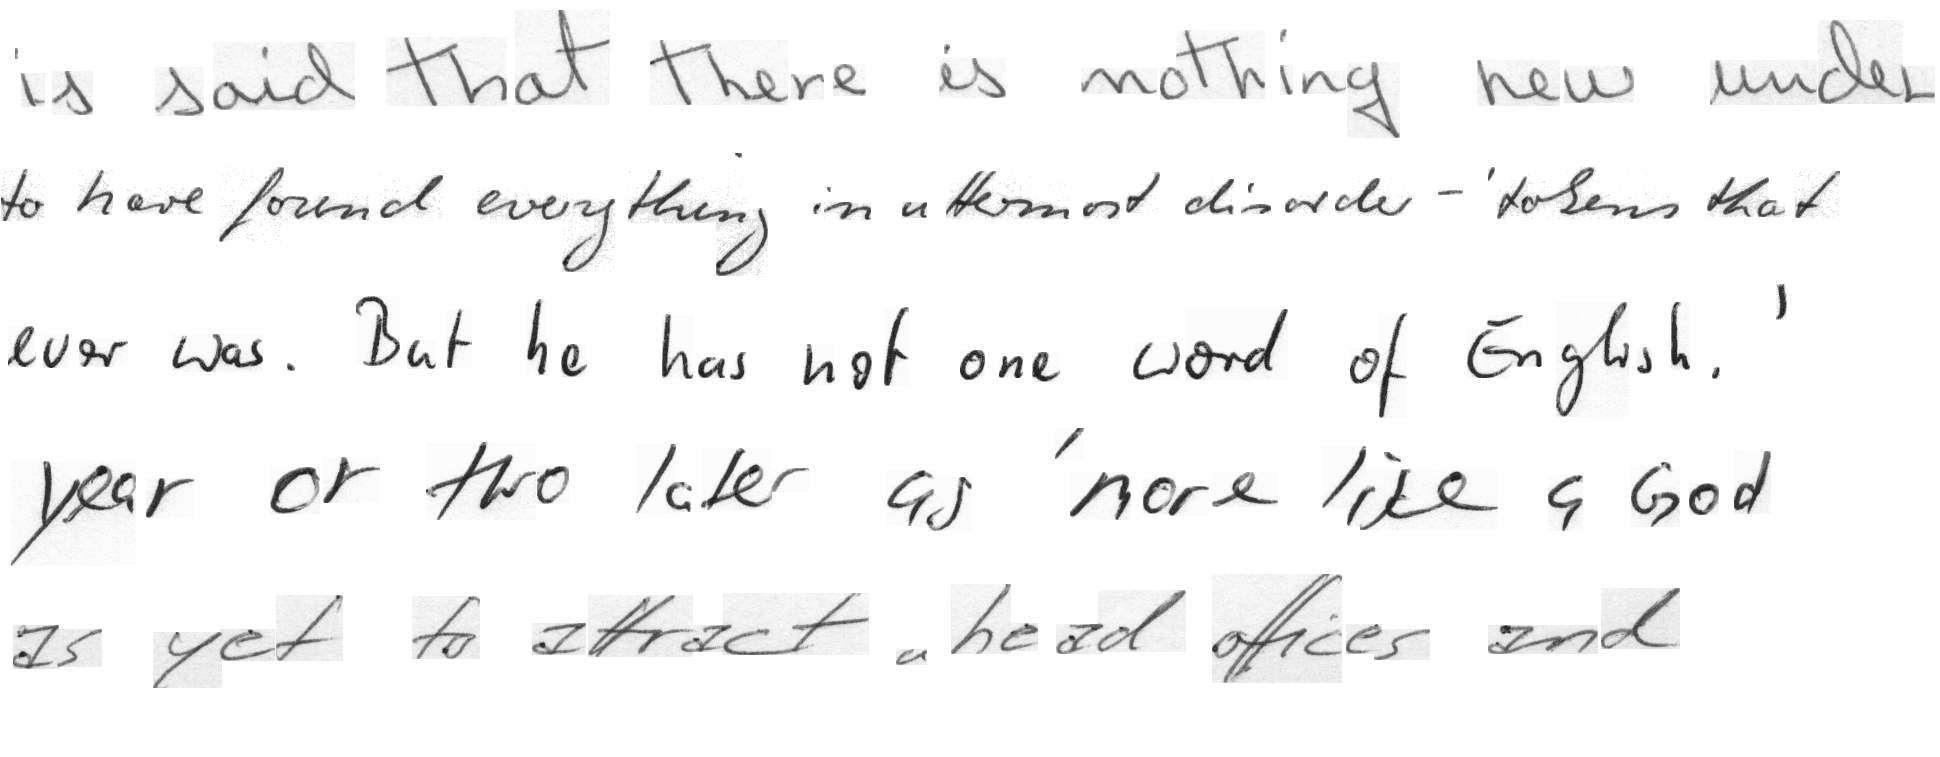 is said that there is nothing new under
to have found everything in uttermost disorder - 'tokens that
ever was. But he has not one word of English.'
year or two later as 'more like a God
as yet to attract "head offices and